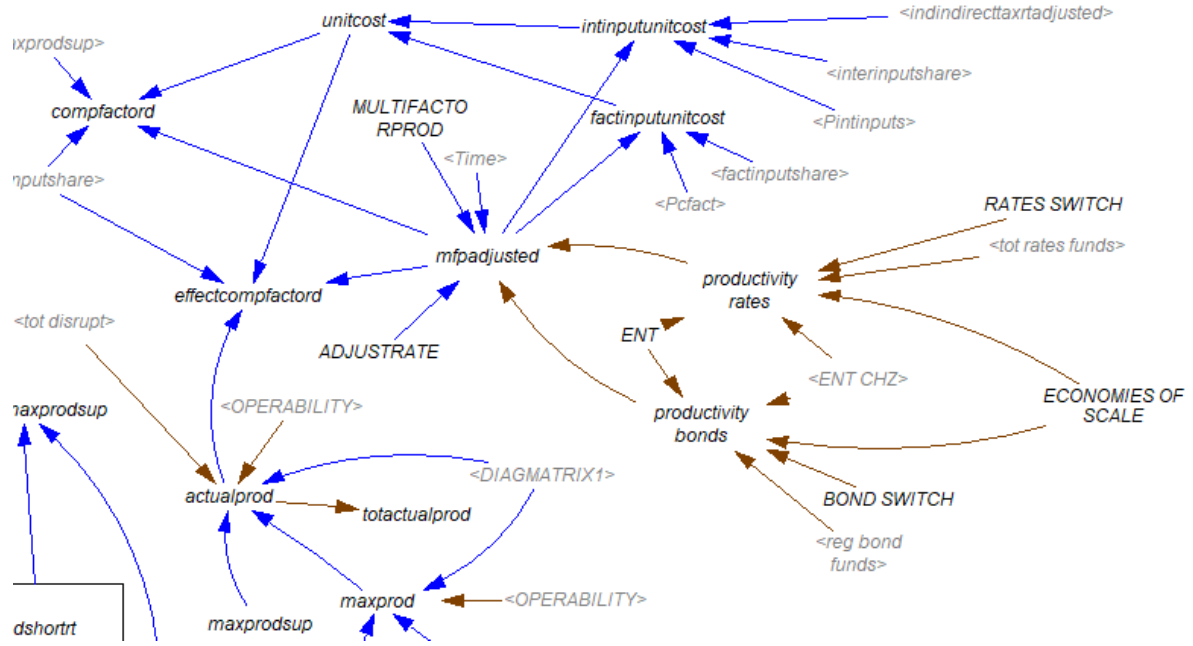 unitcost
<indindirecttaxrtadjusted>
intinputunitcost
axprodsup>
<interinputshare>
compfactord
MULTIFACTO
RPROD
factinputunitcost
<Pintinputs>
<Time>
nputshare>
<factinputshare>
<Pcfact>
RATES SWITCH
<tot rates funds>
mfpadjusted
productivity
rates
effectcompfactord
<tot disrupt>
ENT
ADJUSTRATE
<ENT CHZ>
ECONOMIES OF
SCALE
<OPERABILITY>
maxprodsup
productivity
bonds
<DIAGMATRIX1>
actualprod
BOND SWITCH
totactualprod
<reg bond
funds>
maxprod
<OPERABILITY>
maxprodsup
dshortrt